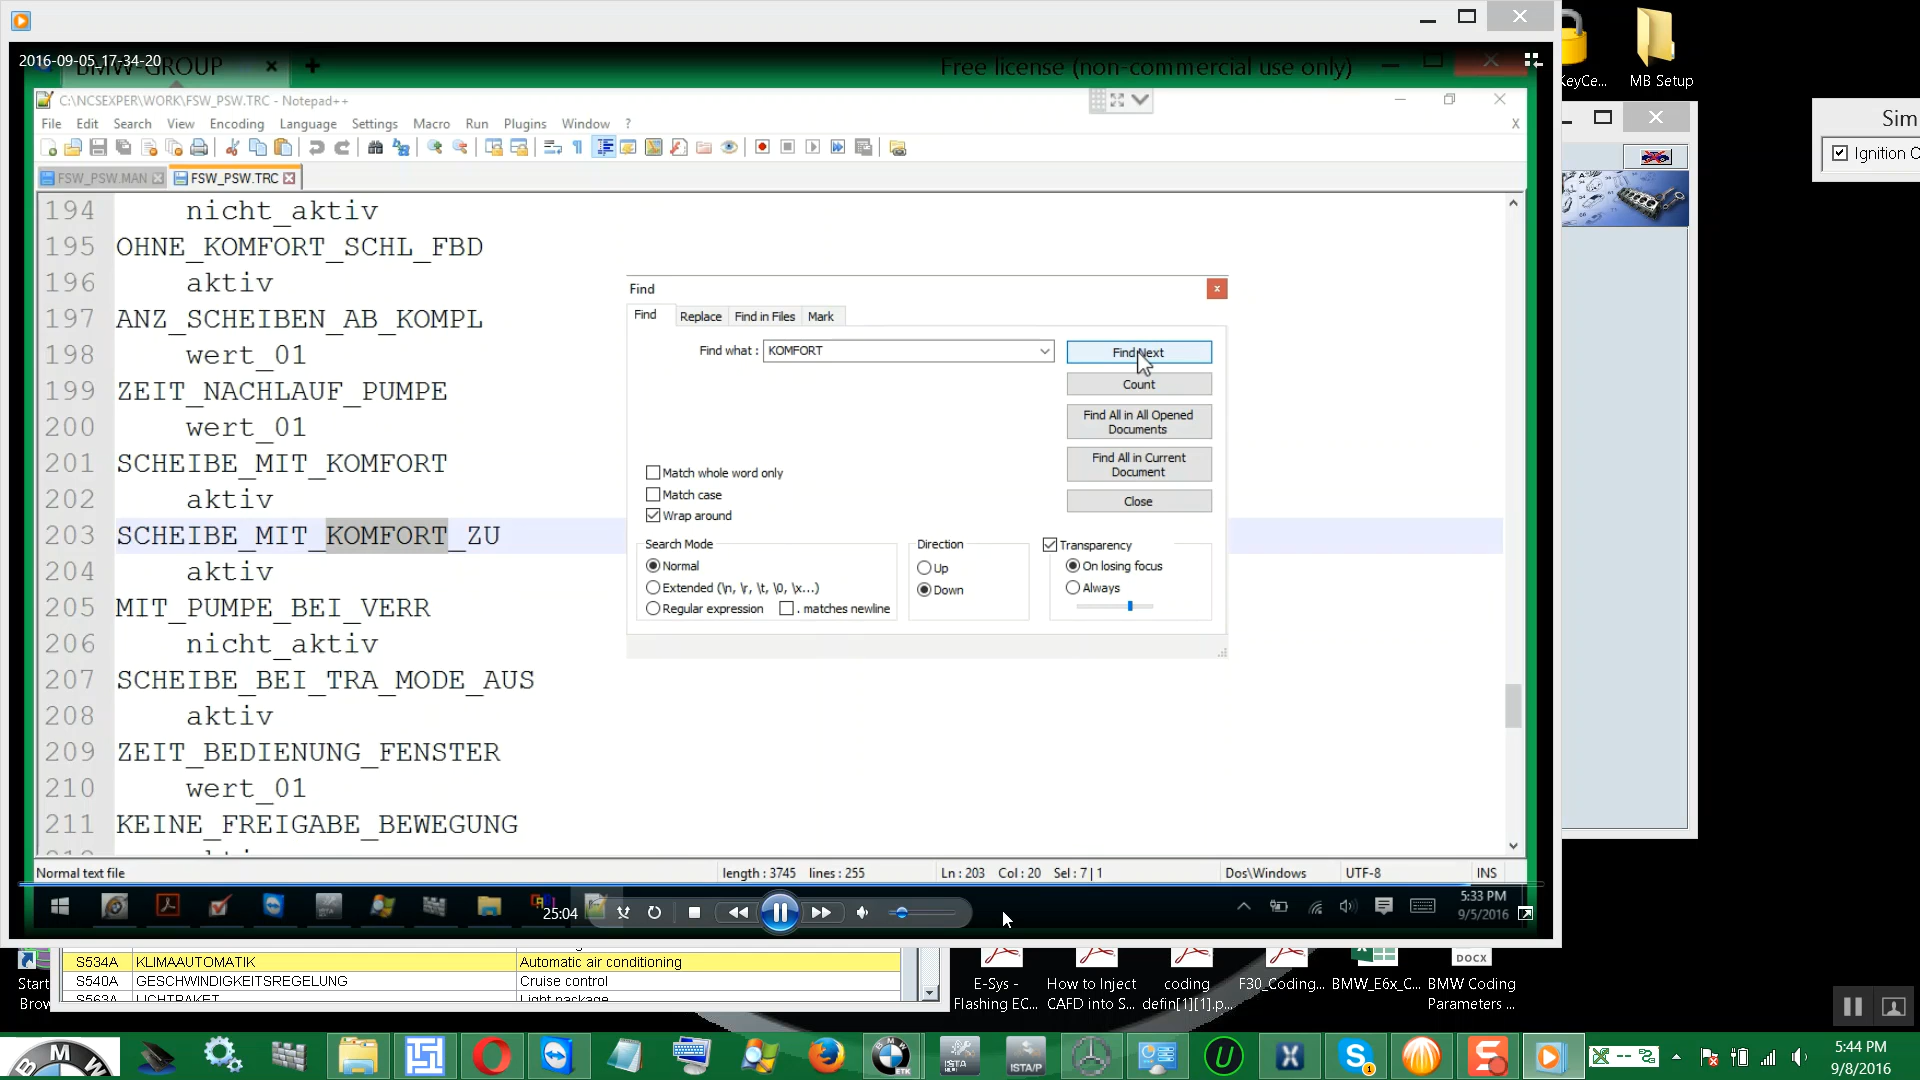 2016-09-05_17-34-20
BMW-GROUP
Free license (non-commercial use only)
C:\NCSEXPER\WORK\FSW_PSW.TRC - Notepad++
File Edit Search View Encoding Language Settings Macro Run Plugins Window ? X
FSW_PSW.MAN FSW_PSW.TRC
194 nicht_aktiv
195 OHNE_KOMFORT_SCHL_FBD
196 aktiv
197 ANZ_SCHEIBEN_AB_KOMPL
198 wert_01
199 ZEIT_NACHLAUF_PUMPE
200 wert_01
201 SCHEIBE_MIT_KOMFORT
202 aktiv
203 SCHEIBE_MIT_KOMFORT_ZU
204 aktiv
205 MIT_PUMPE_BEI_VERR
206 nicht_aktiv
207 SCHEIBE_BEI_TRA_MODE_AUS
208 aktiv
209 ZEIT_BEDIENUNG_FENSTER
210 wert_01
211 KEINE_FREIGABE_BEWEGUNG
Find
Find Replace Find in Files Mark
Find what : KOMFORT
Find Next
Count
Find All in All Opened
Documents
Find All in Current
Document
Close
Match whole word only
Match case
Wrap around
Search Mode
Normal
Extended (\n, \r, \t, \0, \x...)
Regular expression . matches newline
Direction
Up
Down
Transparency
On losing focus
Always
Normal text file length : 3745 lines : 255 Ln : 203 Col : 20 Sel : 7 | 1 Dos\Windows UTF-8 INS
25:04
5:33 PM
9/5/2016
KeyCe...
MB Setup
Sim
Ignition C
Start
Brow
S534A KLIMAAUTOMATIK Automatic air conditioning
S540A GESCHWINDIGKEITSREGELUNG Cruise control
S563A LICHTPAKET Light package
E-Sys -
Flashing EC...
How to Inject
CAFD into S...
coding
defin[1][1].p...
F30_Coding...
BMW_E6x_C...
DOCX
BMW Coding
Parameters ...
BMW
ETK
ISTA
ISTA/P
5:44 PM
9/8/2016